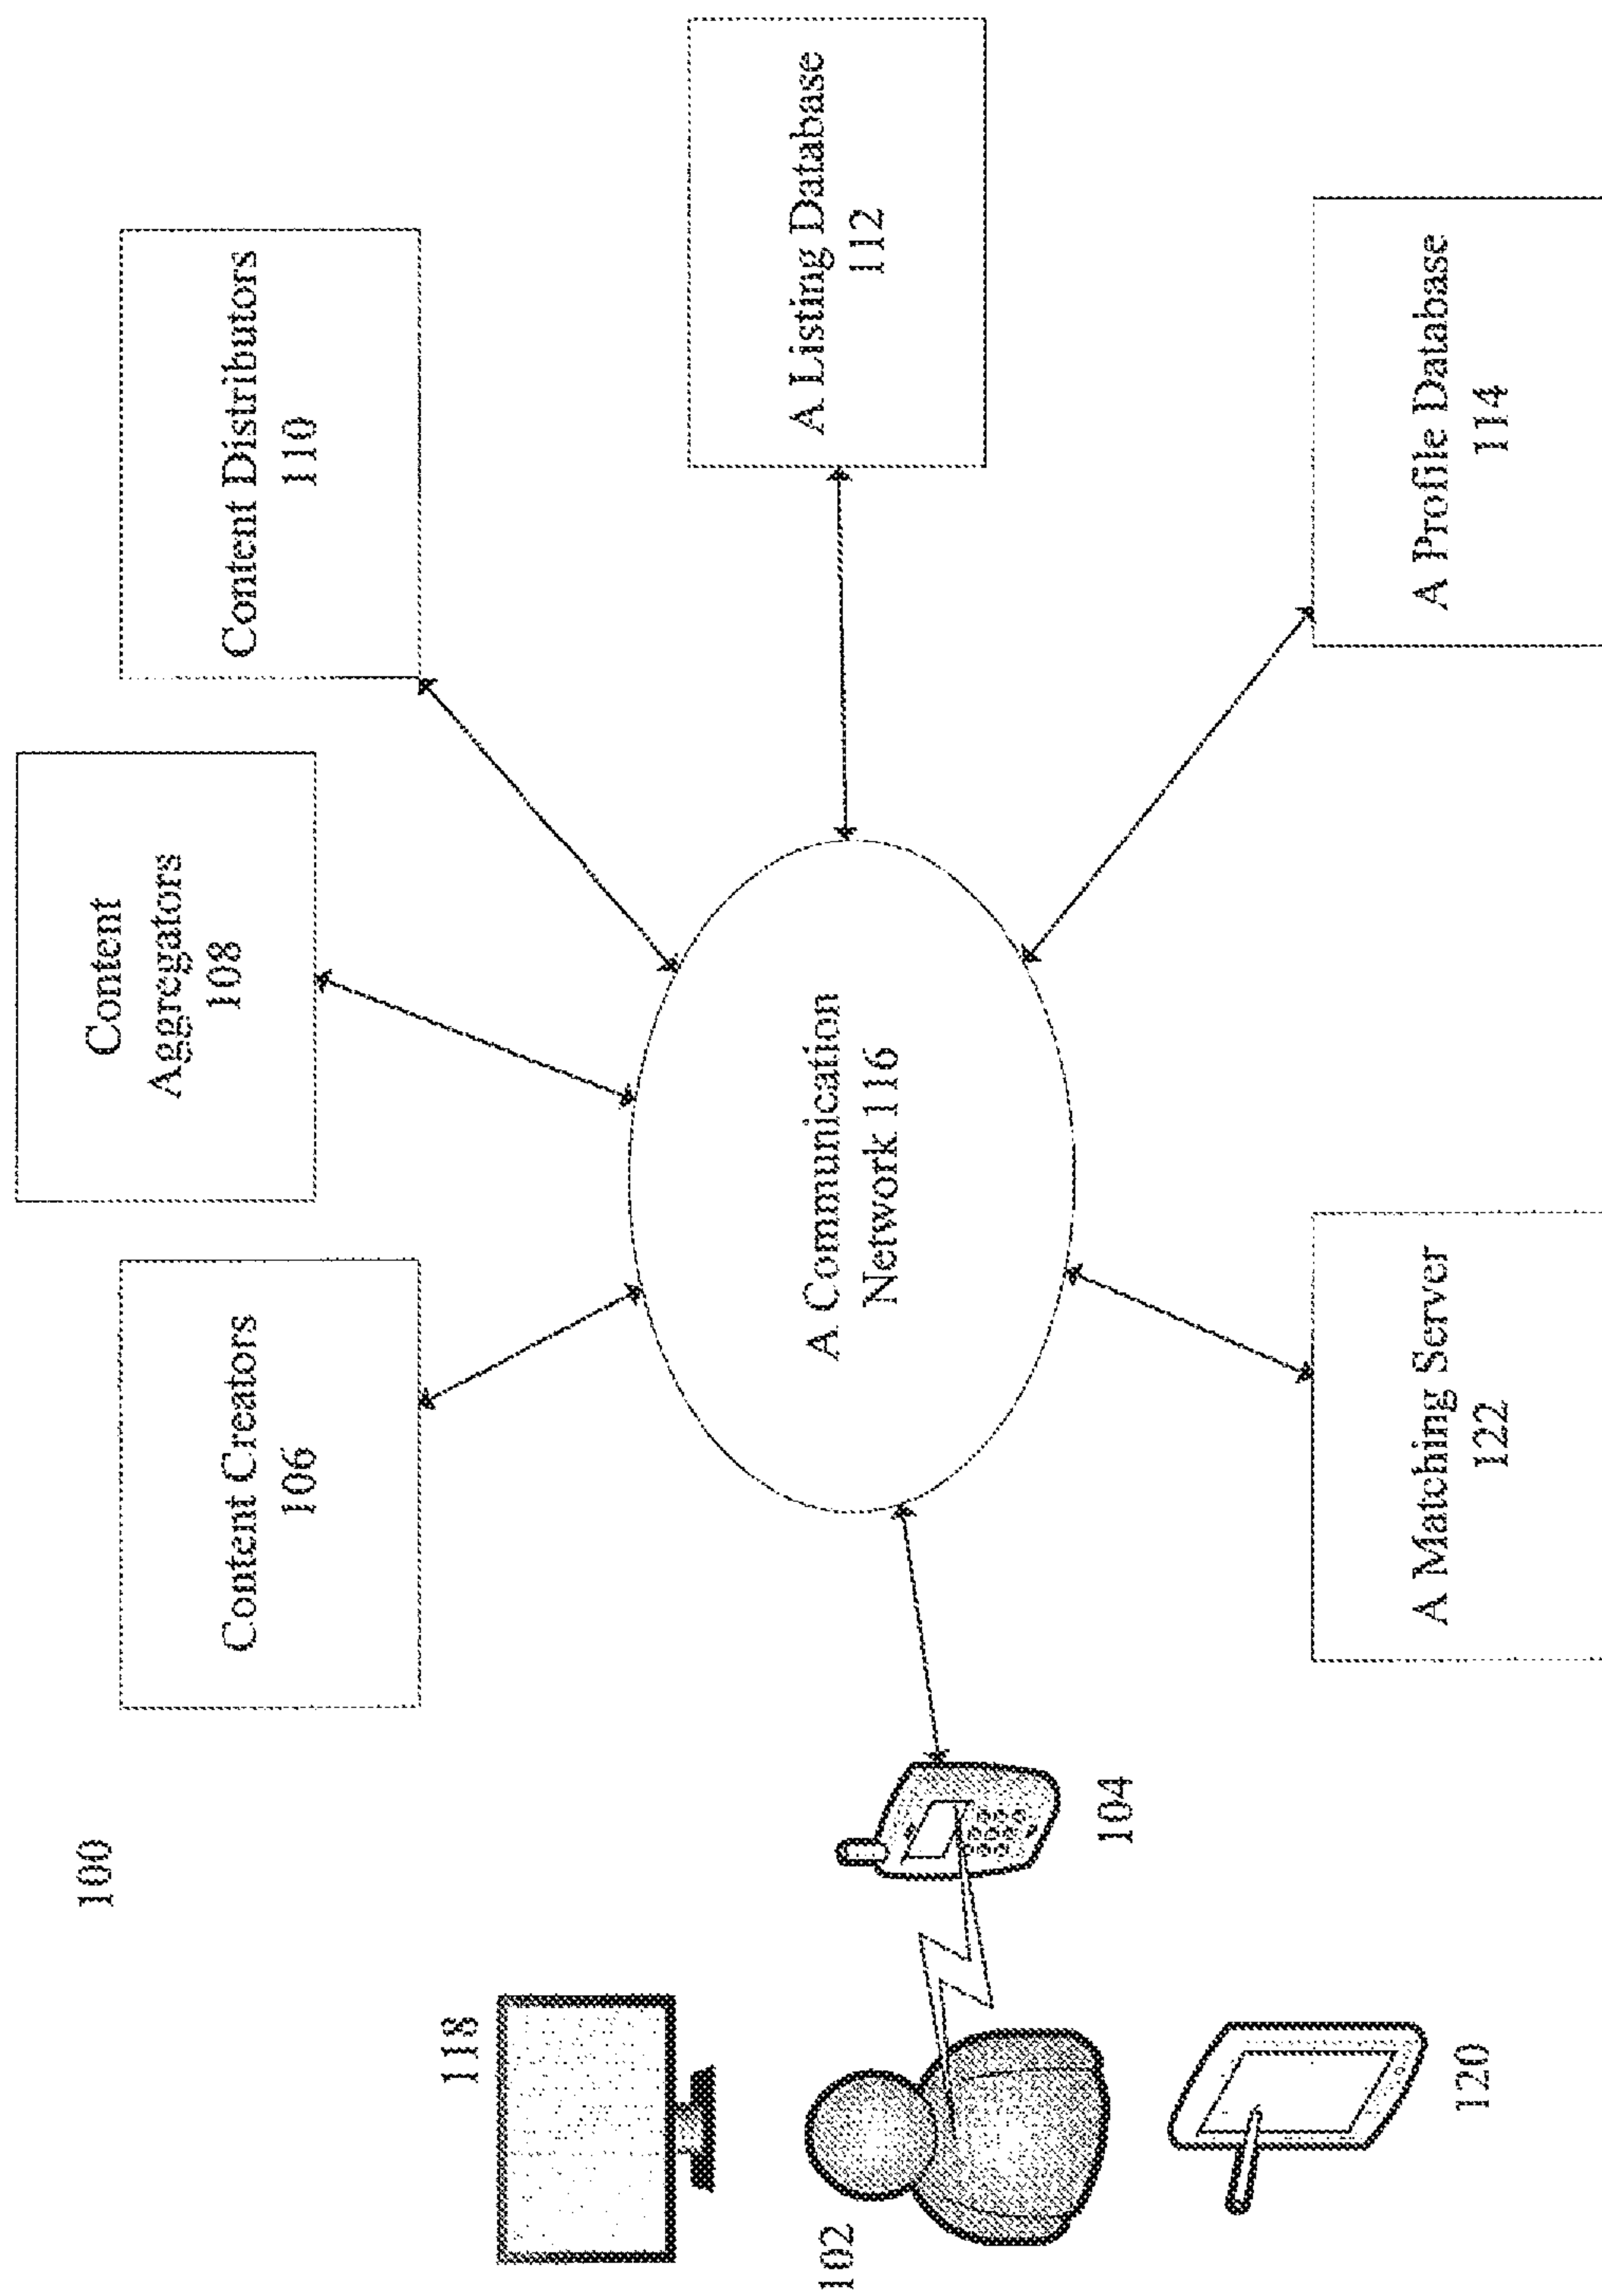 100
Content Creators
106
Content
Aggregators
108
Content Distributors
110
118
102
104
120
A Communication
Network 116
A Listing Database
112
A Matching Server
122
A Profile Database
114